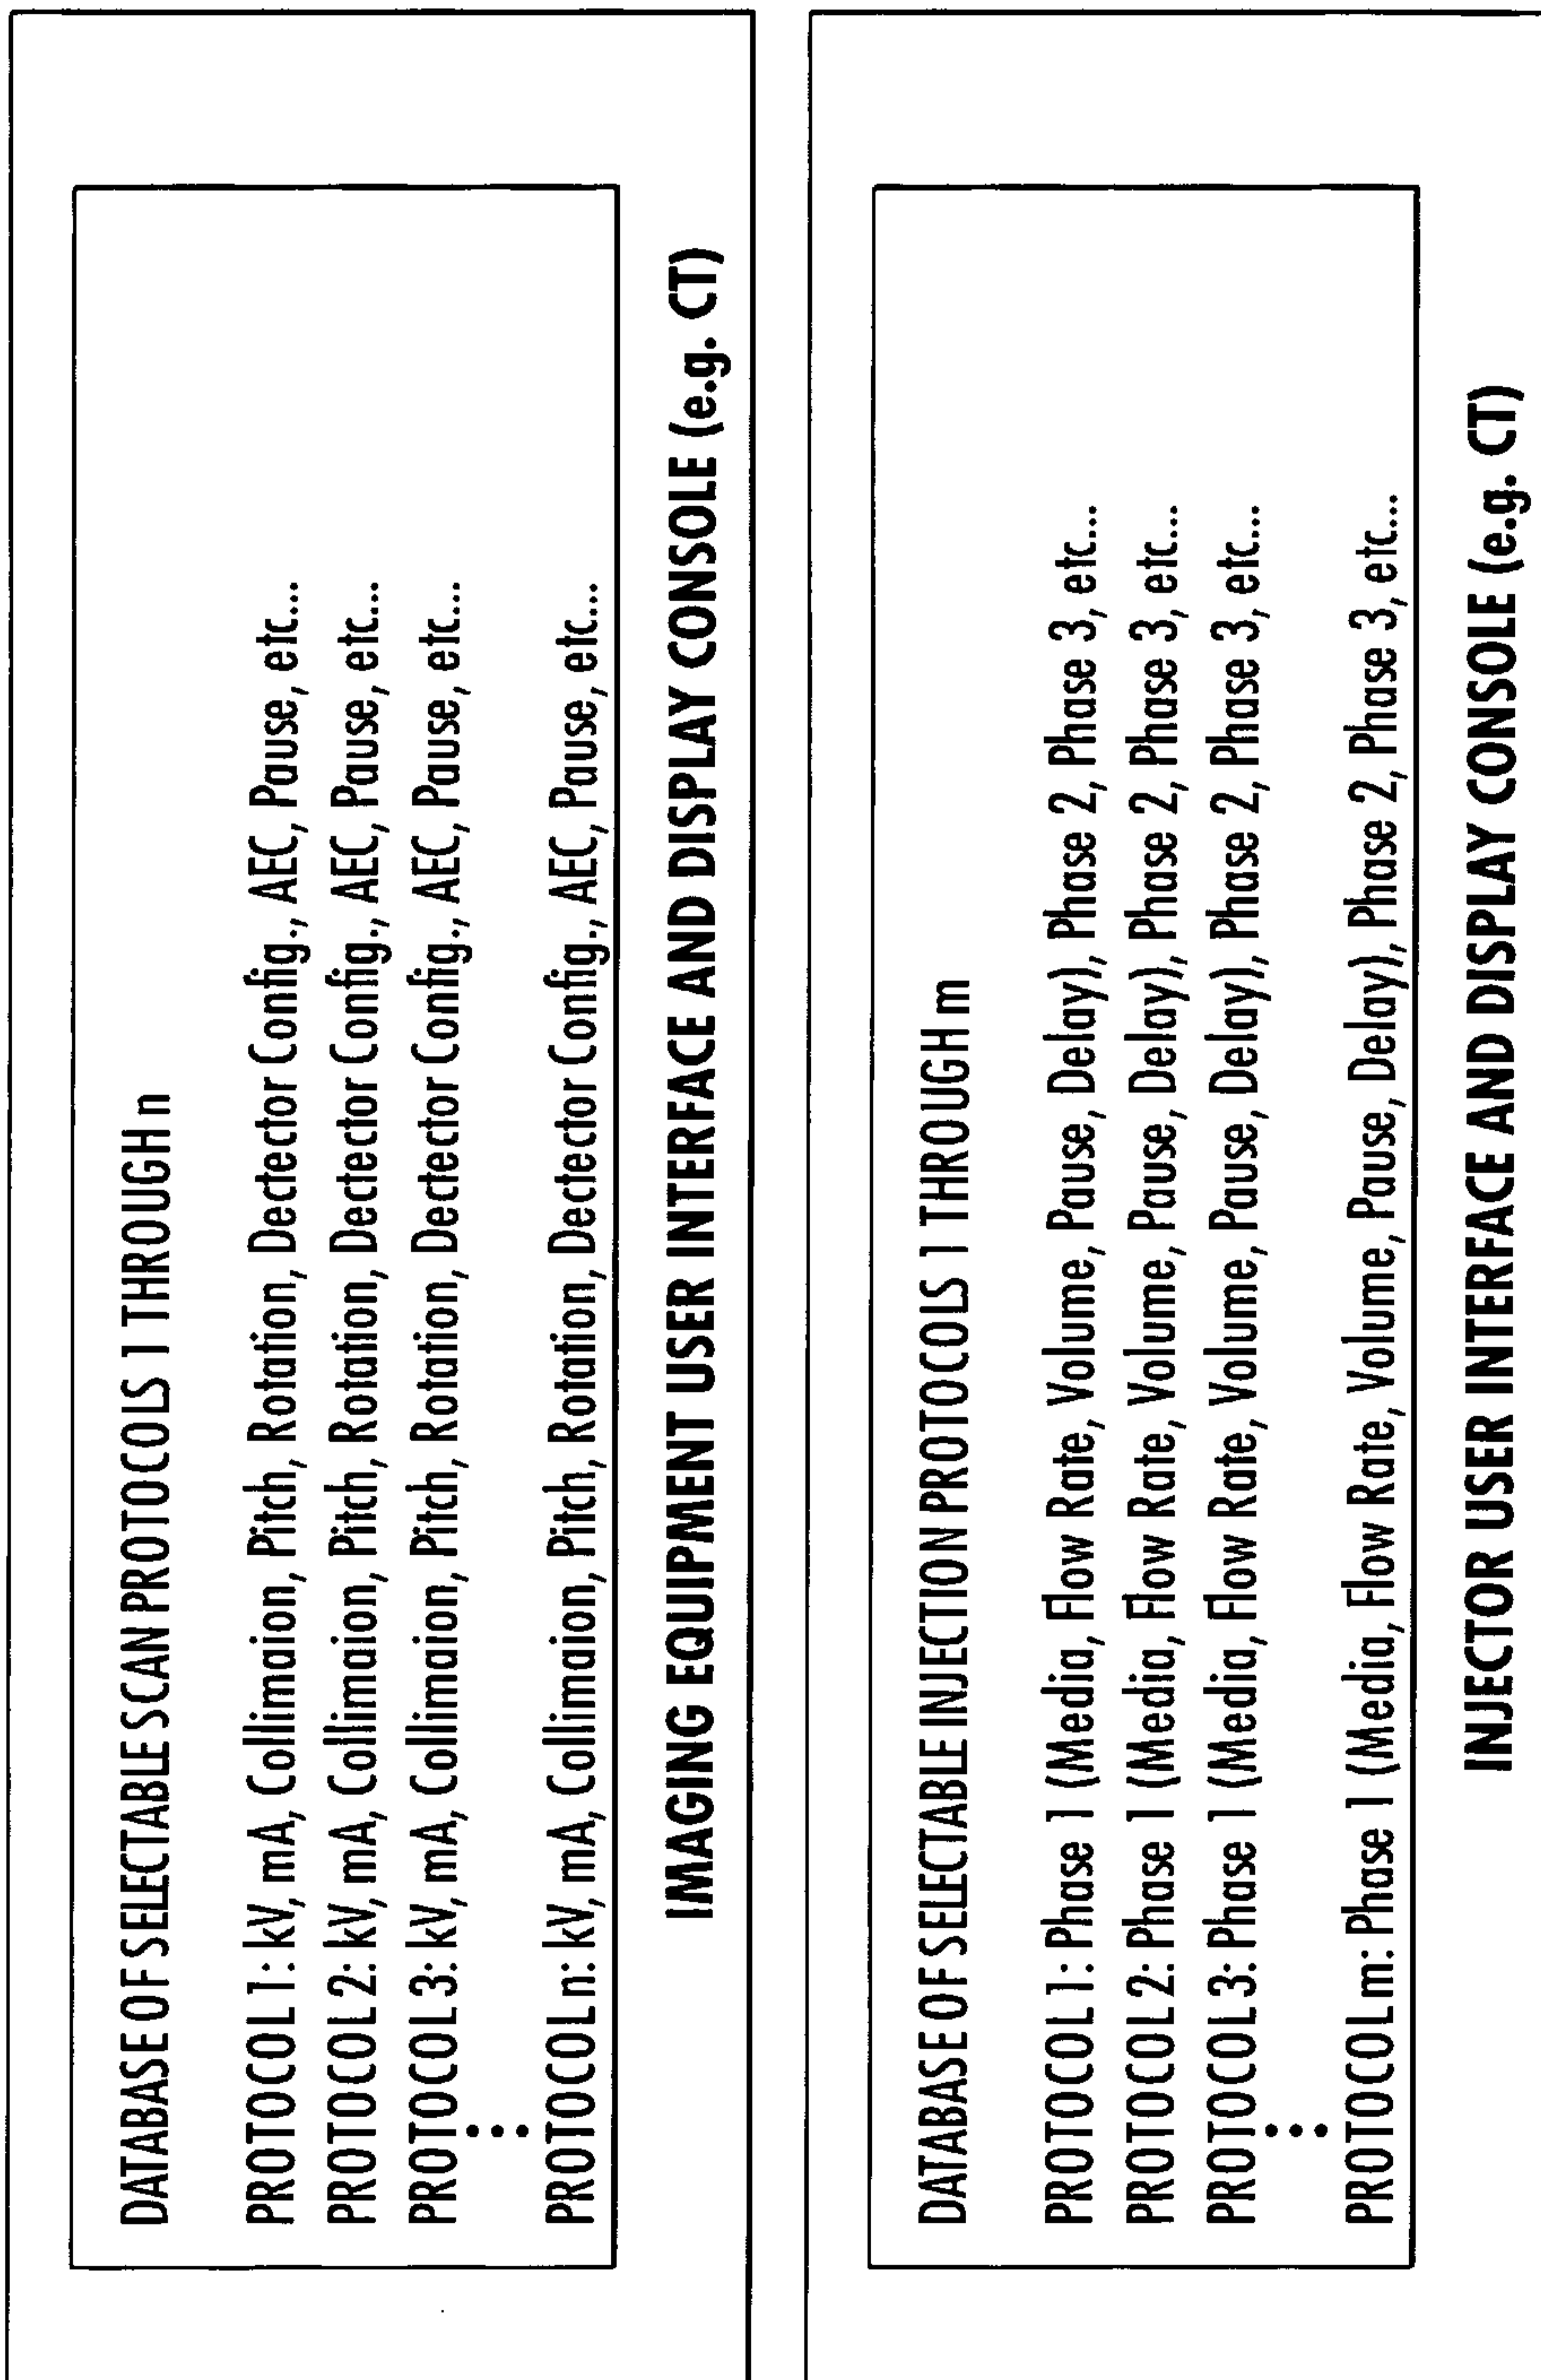 DATABASE OF SELECTABLE SCAN PROTOCOLS 1 THROUGH n
PROTOCOL 1: kV, mA, Collimaion, Pitch, Rotation, Dectector Config., AEC, Pause, etc...
PROTOCOL 2: kV, mA, Collimaion, Pitch, Rotation, Dectector Config., AEC, Pause, etc...
PROTOCOL 3: kV, mA, Collimaion, Pitch, Rotation, Dectector Config., AEC, Pause, etc...
PROTOCOL n: kV, mA, Collimaion, Pitch, Rotation, Dectector Config., AEC, Pause, etc...
IMAGING EQUIPMENT USER INTERFACE AND DISPLAY CONSOLE (e.g. CT)
DATABASE OF SELECTABLE INJECTION PROTOCOLS 1 THROUGH m
PROTOCOL 1: Phase 1 (Media, Flow Rate, Volume, Pause, Delay), Phase 2, Phase 3, etc...
PROTOCOL 2: Phase 1 (Media, Flow Rate, Volume, Pause, Delay), Phase 2, Phase 3, etc...
PROTOCOL 3: Phase 1 (Media, Flow Rate, Volume, Pause, Delay), Phase 2, Phase 3, etc...
PROTOCOL m: Phase 1 (Media, Flow Rate, Volume, Pause, Delay), Phase 2, Phase 3, etc...
INJECTOR USER INTERFACE AND DISPLAY CONSOLE (e.g. CT)